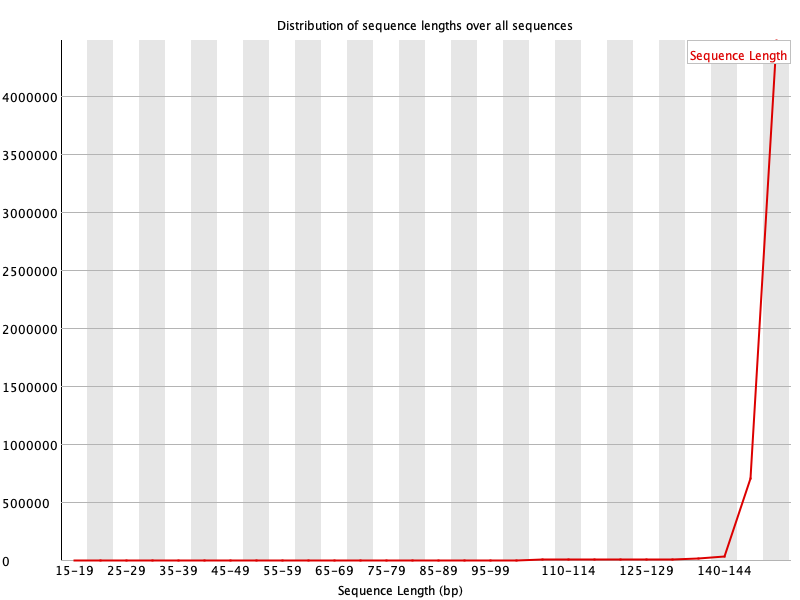 Distribution of sequence lengths over all sequences
Sequence Length
4000000
3500000
3000000
2500000
2000000
1500000
1000000
500000
0
15-19 25-29 35-39 45-49 55-59 65-69 75-79 85-89 95-99 110-114 125-129 140-144
Sequence Length (bp)